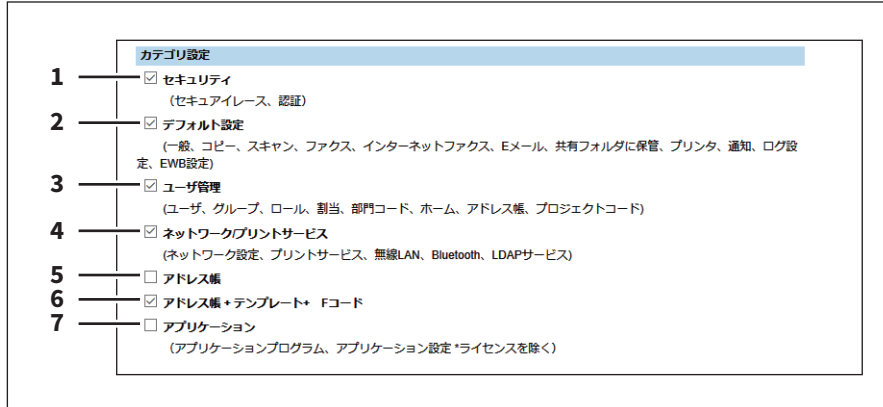 カテゴリ設定
1 セキュリティ
(セキュアイレース、認証)
2 デフォルト設定
(一般、コピー、スキャン、ファクス、インターネットファクス、Eメール、共有フォルダに保管、プリンタ、通知、ログ設
定、EWB設定)
3 ユーザ管理
(ユーザ、グループ、ロール、割当、部門コード、ホーム、アドレス帳、プロジェクトコード)
4 ネットワーク/プリントサービス
(ネットワーク設定、プリントサービス、無線LAN、Bluetooth、LDAPサービス)
5 アドレス帳
6 アドレス帳 + テンプレート+ Fコード
7 アプリケーション
(アプリケーションプログラム、アプリケーション設定 *ライセンスを除く)